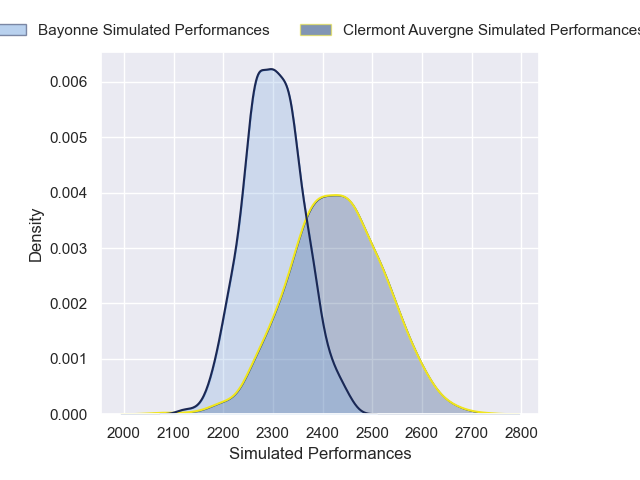 Bayonne Simulated Performances
Clermont Auvergne Simulated Performances
0.006
0.005
0.004
0.003
0.002
0.001
0.000
Density
2000 2100 2200 2300 2400 2500 2600 2700 2800
Simulated Performances